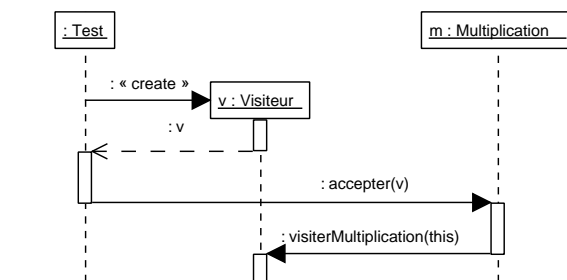 : Test
m : Multiplication
: « create »
v : Visiteur
: v
: accepter(v)
: visiterMultiplication(this)